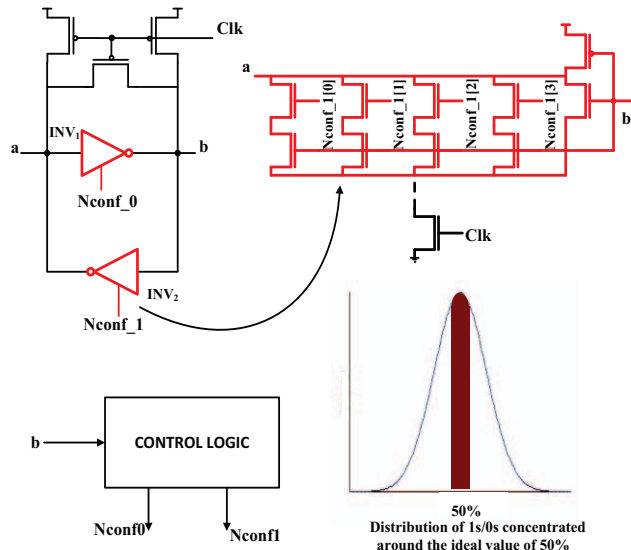 Clk
a
INV1
b
Nconf_0
INV2
Nconf_1
a
Nconf_1[0]
Nconf_1[1]
Nconf_1[2]
Nconf_1[3]
b
Clk
b
CONTROL LOGIC
Nconf0
Nconf1
50%
Distribution of 1s/0s concentrated
around the ideal value of 50%